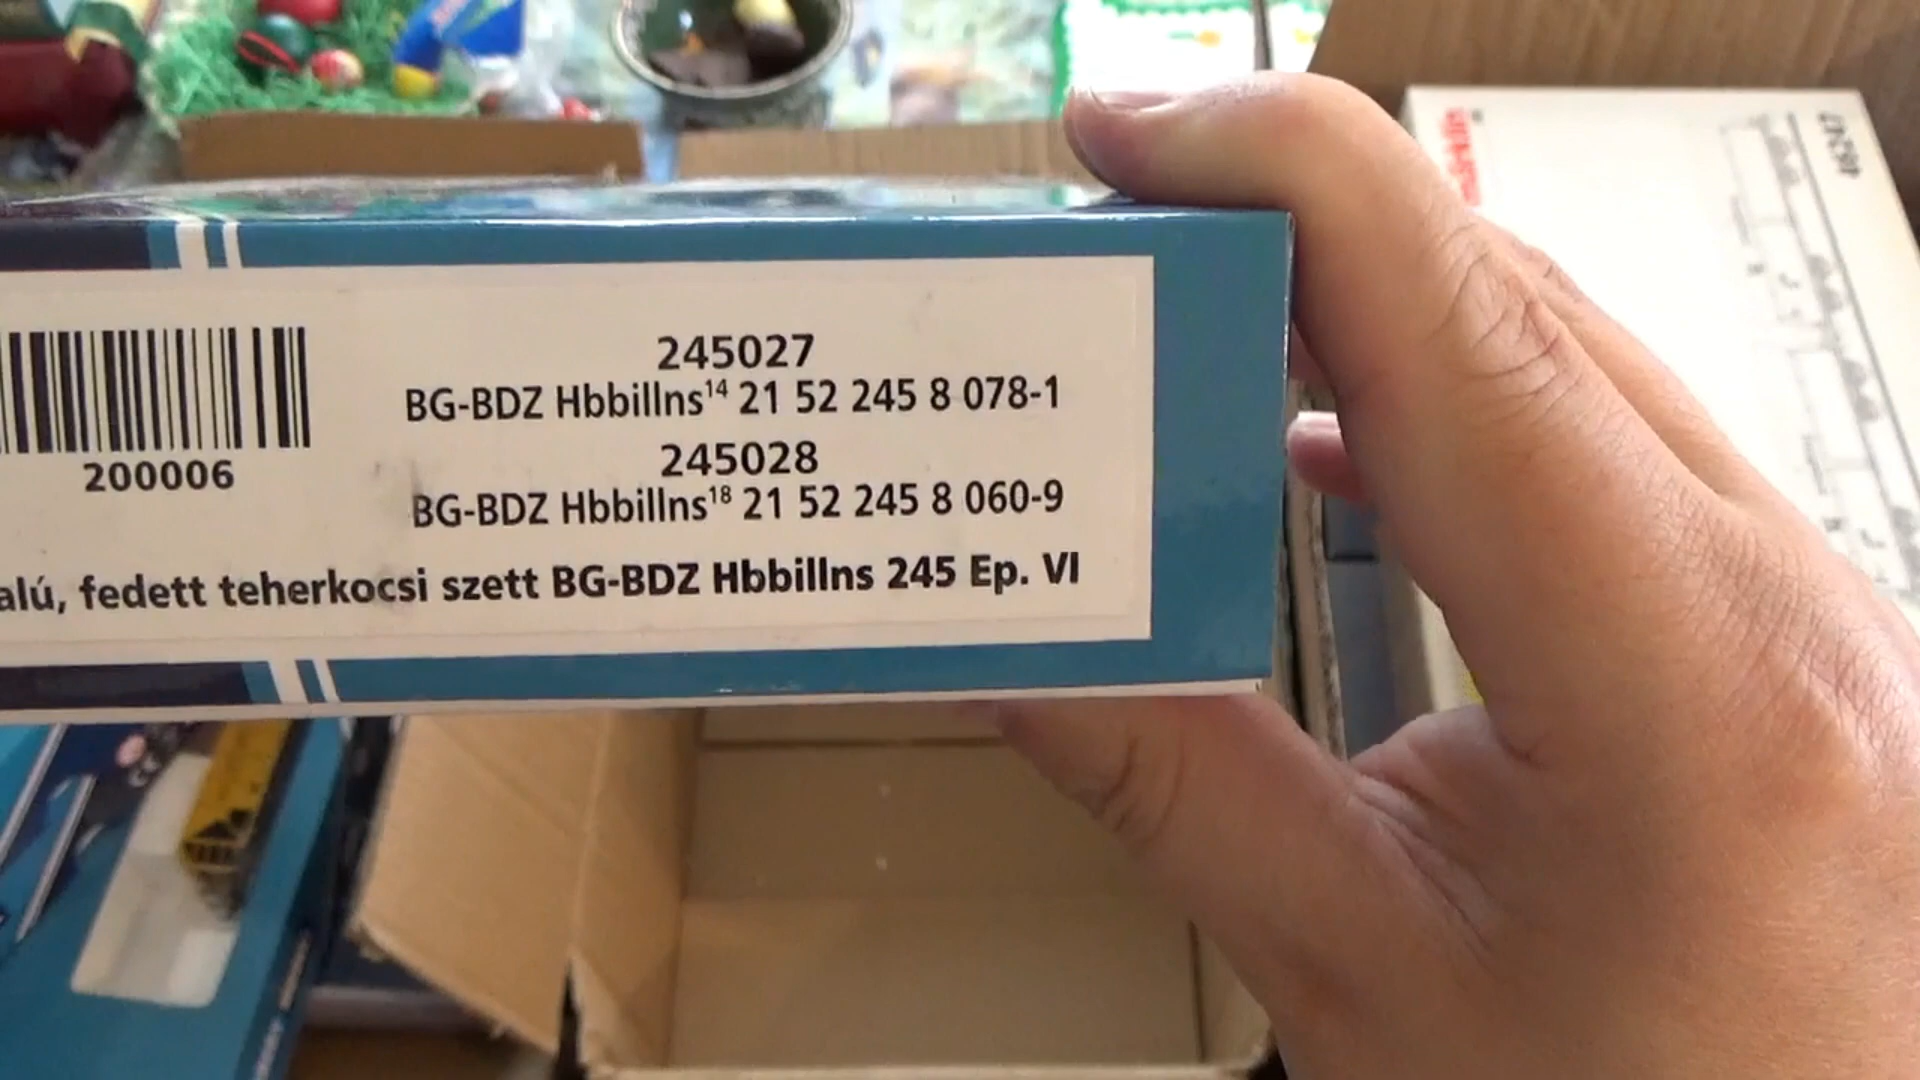 245027
BG-BDZ Hbbillns¹⁴ 21 52 245 8 078-1
200006
245028
BG-BDZ Hbbillns¹⁸ 21 52 245 8 060-9
alú, fedett teherkocsi szett BG-BDZ Hbbillns 245 Ep. VI
märklin